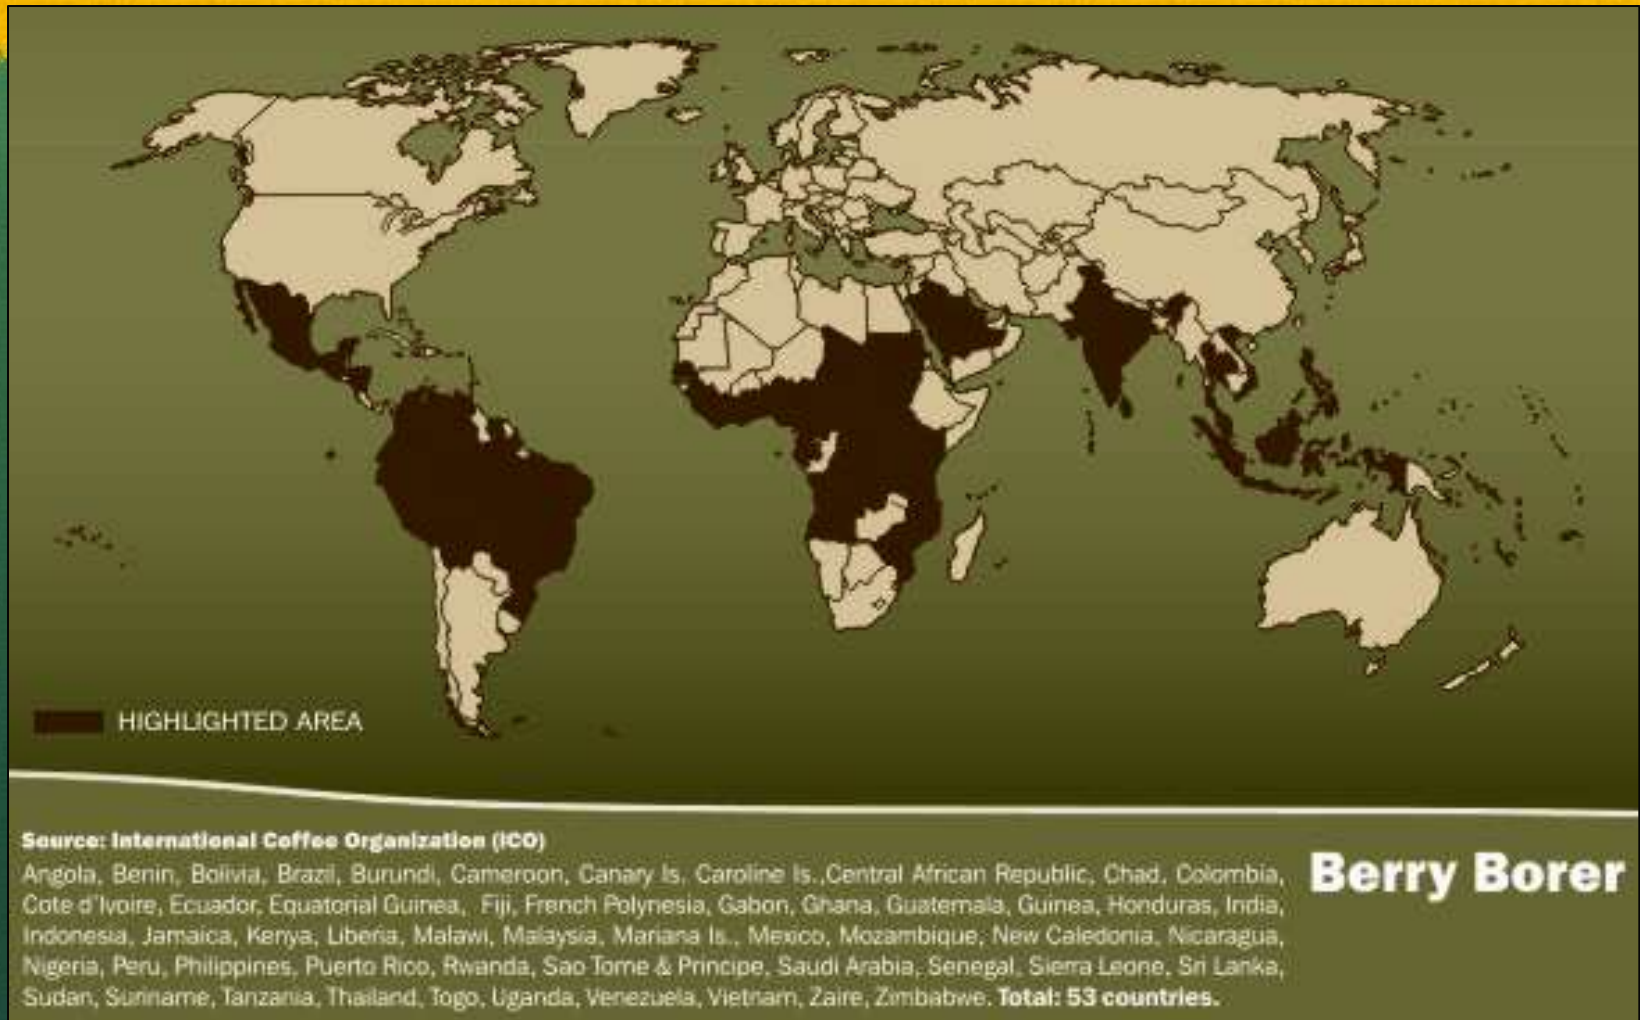 HIGHLIGHTED AREA
Source: International Coffee Organization (ICO)
Angola, Benin, Bolivia, Brazil, Burundi, Cameroon, Canary Is. Caroline Is.,Central African Republic, Chad, Colombia,
Cote d'Ivoire, Ecuador, Equatorial Guinea, Fiji, French Polynesia, Gabon, Ghana, Guatemala, Guinea, Honduras, India,
Indonesia, Jamaica, Kenya, Liberia, Malawi, Malaysia, Mariana Is., Mexico, Mozambique, New Caledonia, Nicaragua,
Nigeria, Peru, Philippines, Puerto Rico, Rwanda, Sao Tome & Principe, Saudi Arabia, Senegal, Sierra Leone, Sri Lanka,
Sudan, Suriname, Tanzania, Thailand, Togo, Uganda, Venezuela, Vietnam, Zaire, Zimbabwe. Total: 53 countries.
Berry Borer